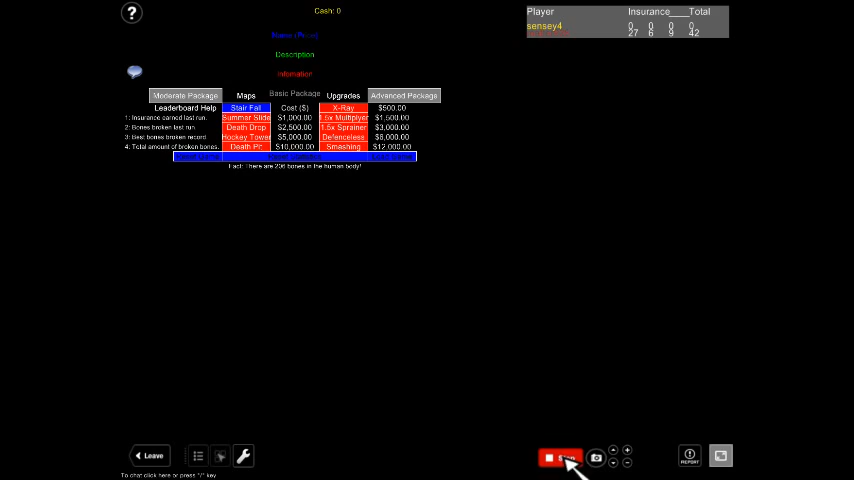 ?
Cash: 0
Player Insurance____Total
sensey4 0 0 0 0
27 6 9 42
Name (Price)
Description
Infomation
Moderate Package Maps Basic Package Upgrades Advanced Package
Leaderboard Help Stair Fall Cost ($) X-Ray $500.00
1: Insurance earned last run. Summer Slide $1,000.00 1.5x Multiplyer $1,500.00
2: Bones broken last run Death Drop $2,500.00 1.5x Sprainer $3,000.00
3: Best bones broken record. Hockey Tower $5,000.00 Defenceless $6,000.00
4: Total amount of broken bones. Death Pit $10,000.00 Smashing $12,000.00
Fact: There are 206 bones in the human body!
Leave
REPORT
To chat click here or press "/" key